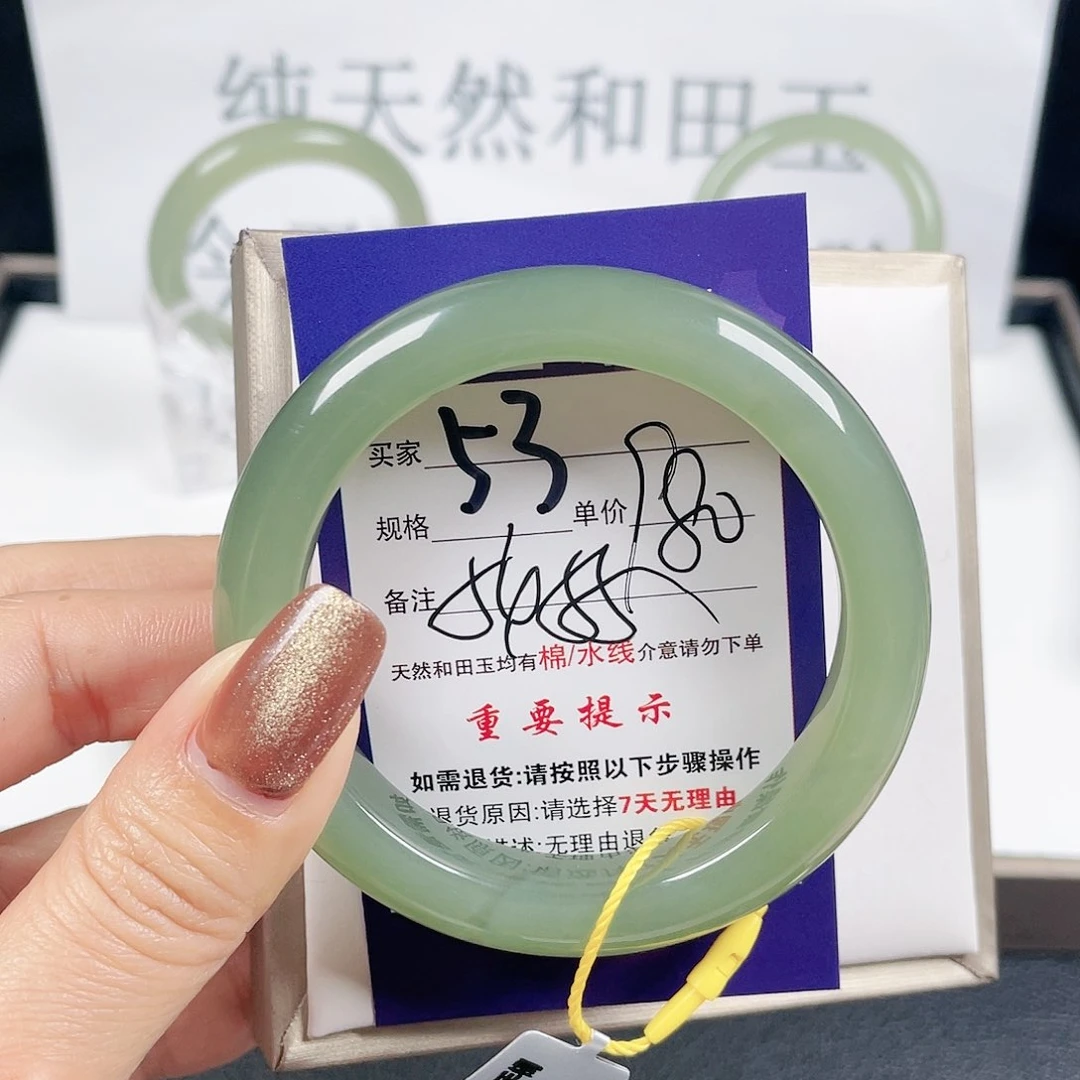 纯天然和田玉
买家
53
规格 单价
备注
天然和田玉均有棉/水线介意请勿下单
重要提示
如需退货:请按照以下步骤操作
退货原因:请选择7天无理由
述:无理由退